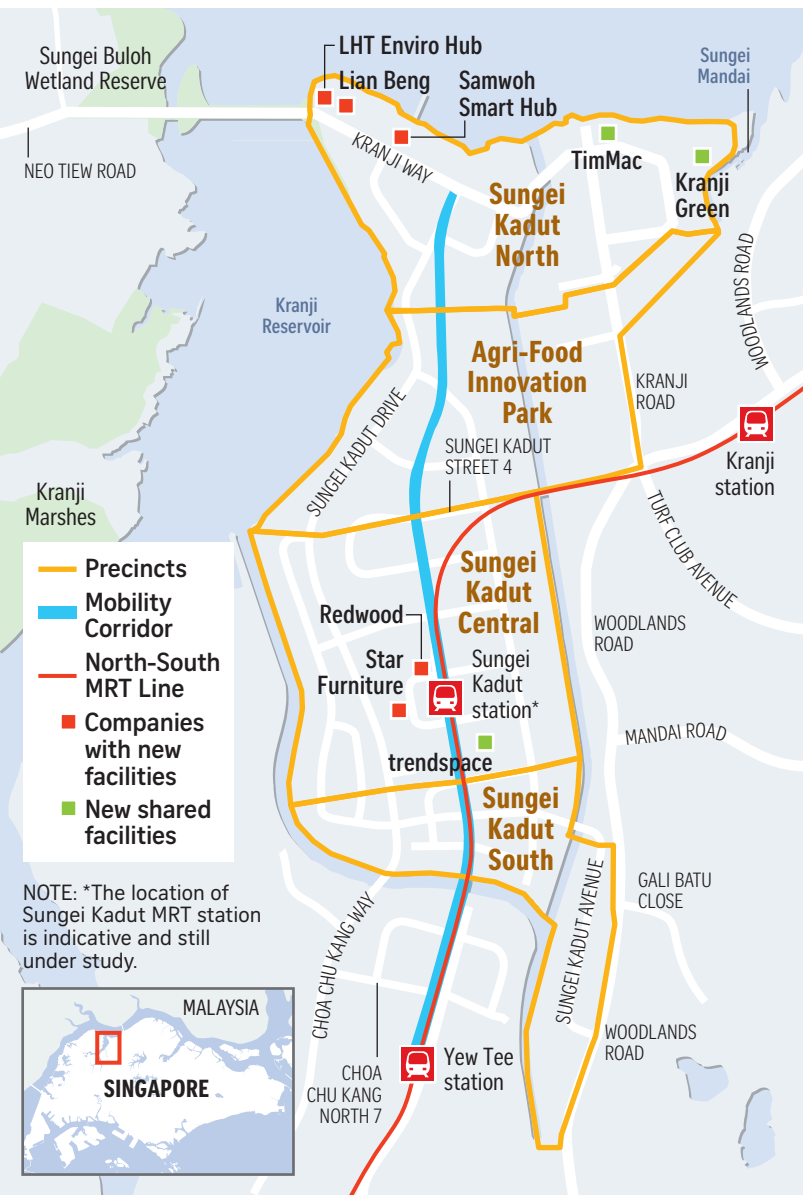 Sungei Buloh
Wetland Reserve
LHT Enviro Hub
Lian Beng
Samwoh
Smart Hub
Sungei
Mandai
NEO TIEW ROAD
KRANJI WAY
TimMac
Kranji
Green
Sungei
Kadut
North
WOODLANDS ROAD
Kranji
Reservoir
Agri-Food
Innovation
Park
KRANJI
ROAD
SUNGEI KADUT DRIVE
SUNGEI KADUT
STREET 4
Kranji
station
Kranji
Marshes
TURF CLUB AVENUE
Precincts
Mobility
Corridor
North-South
MRT Line
Companies
with new
facilities
New shared
facilities
Sungei
Kadut
Central
Redwood
WOODLANDS
ROAD
Star
Furniture
Sungei
Kadut
station*
MANDAI ROAD
trendspace
Sungei
Kadut
South
NOTE: *The location of
Sungei Kadut MRT station
is indicative and still
under study.
GALI BATU
CLOSE
SUNGEI KADUT AVENUE
CHOA CHU KANG WAY
MALAYSIA
SINGAPORE
WOODLANDS
ROAD
Yew Tee
station
CHOA
CHU KANG
NORTH 7